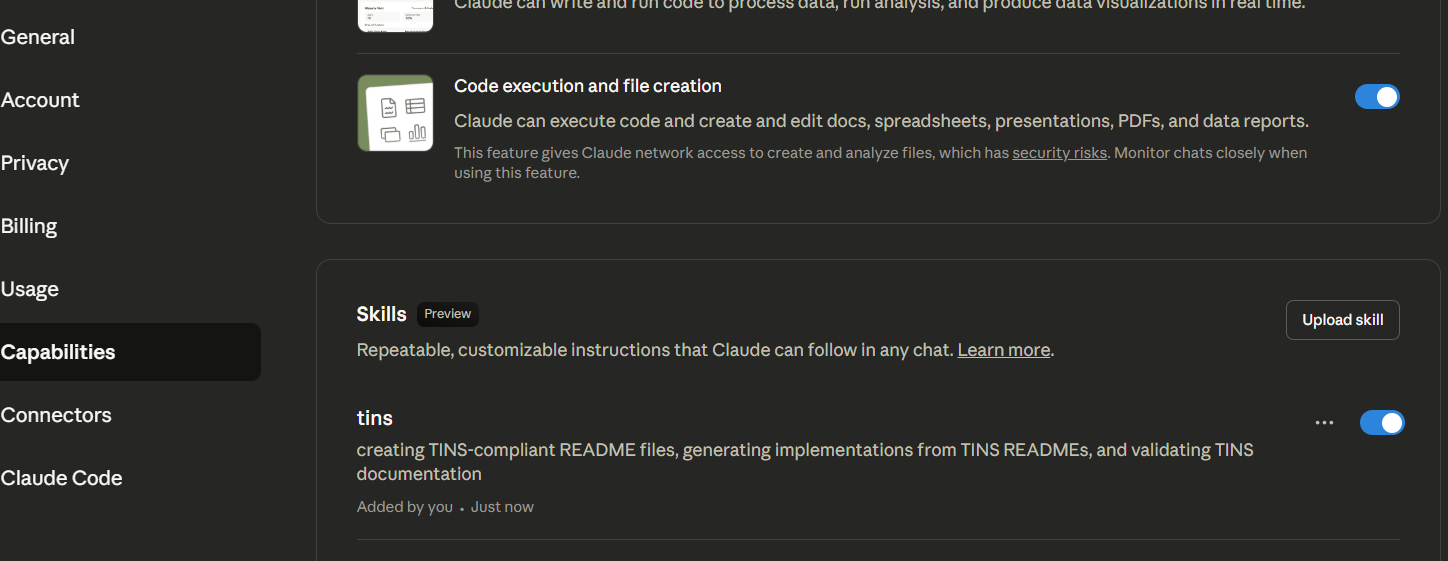 Claude can write and run code to process data, run analysis, and produce data visualizations in real time.
General
Account
Privacy
Billing
Usage
Capabilities
Connectors
Claude Code
Code execution and file creation
Claude can execute code and create and edit docs, spreadsheets, presentations, PDFs, and data reports.
This feature gives Claude network access to create and analyze files, which has security risks. Monitor chats closely when
using this feature.
Skills Preview
Upload skill
Repeatable, customizable instructions that Claude can follow in any chat. Learn more.
tins
creating TINS-compliant README files, generating implementations from TINS READMEs, and validating TINS
documentation
Added by you • Just now